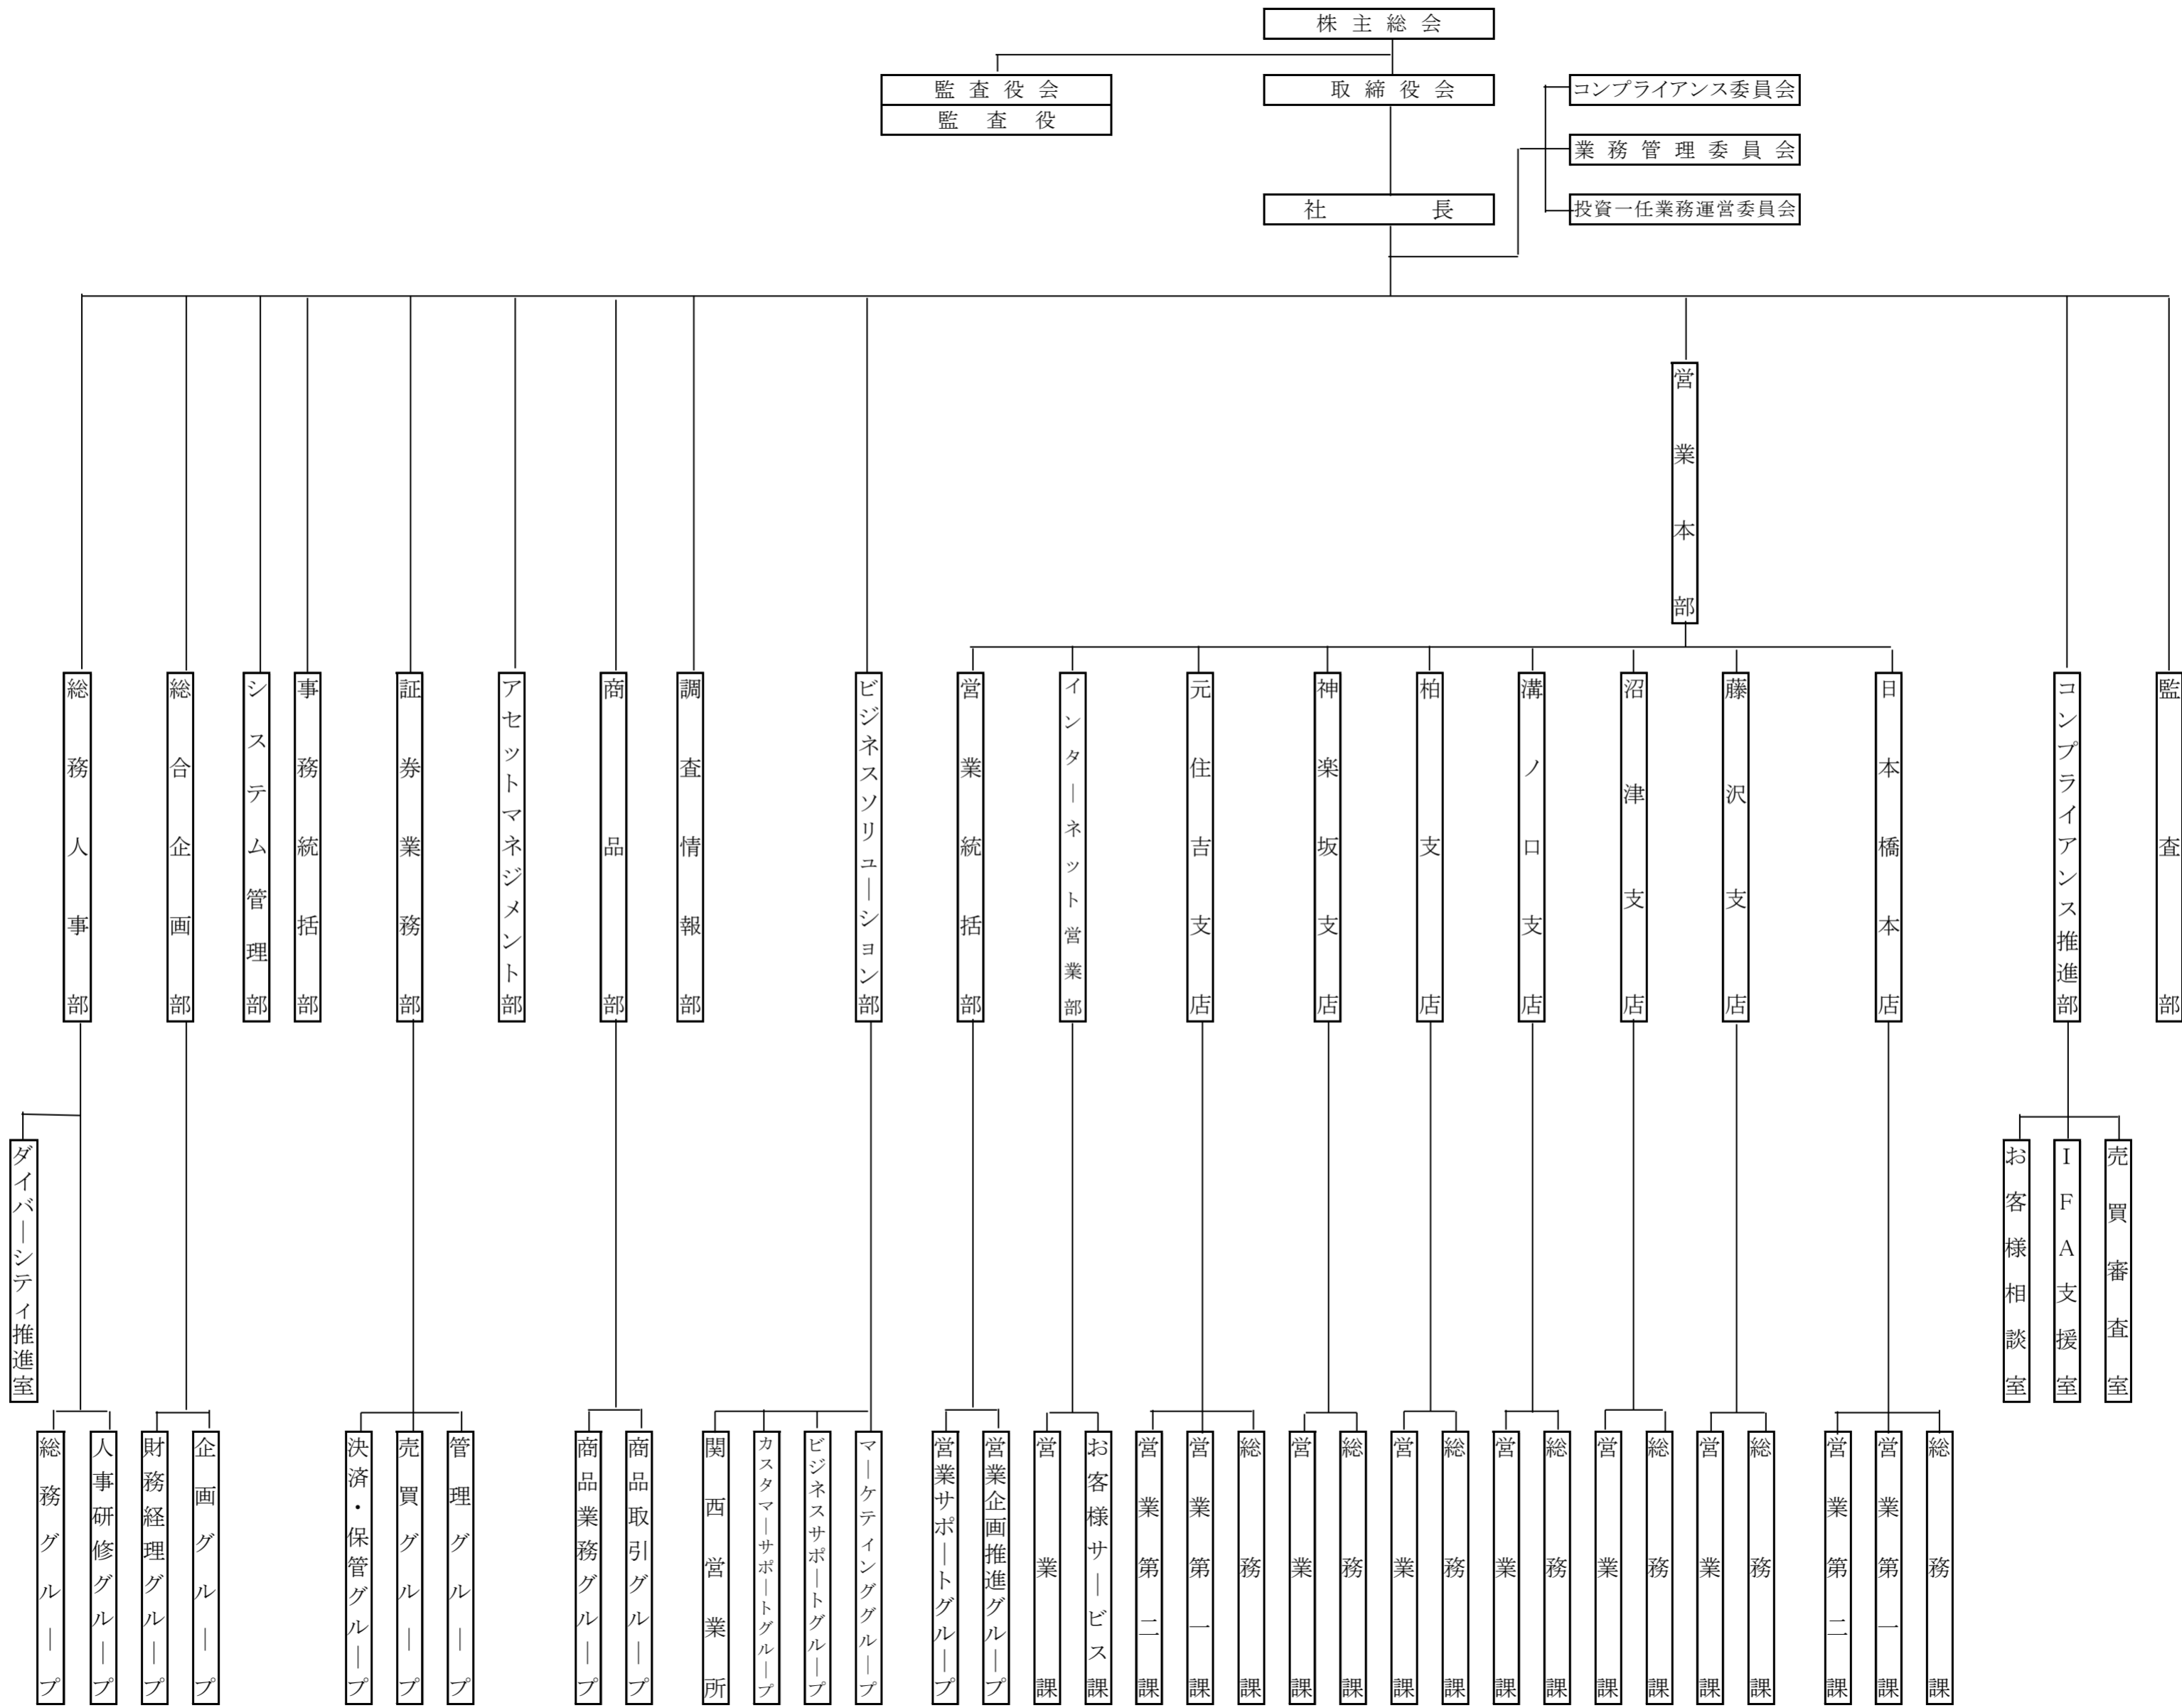 株主総会
監査役会
監査役
取締役会
コンプライアンス委員会
業務管理委員会
社長
投資一任業務運営委員会
営業本部
総務人事部
総合企画部
システム管理部
事務統括部
証券業務部
アセットマネジメント部
商品部
調査情報部
ビジネスソリューション部
営業統括部
インターネット営業部
元住吉支店
神楽坂支店
柏支店
溝ノ口支店
沼津支店
藤沢支店
日本橋本店
コンプライアンス推進部
監査部
ダイバーシティ推進室
お客様相談室
IFA支援室
売買審査室
総務グループ
人事研修グループ
財務経理グループ
企画グループ
決済・保管グループ
売買グループ
管理グループ
商品業務グループ
商品取引グループ
関西営業所
カスタマーサポートグループ
ビジネスサポートグループ
マーケティンググループ
営業サポートグループ
営業企画推進グループ
営業課
お客様サービス課
営業第二課
営業第一課
総務課
営業課
総務課
営業課
総務課
営業課
総務課
営業課
総務課
営業課
総務課
営業第二課
営業第一課
総務課